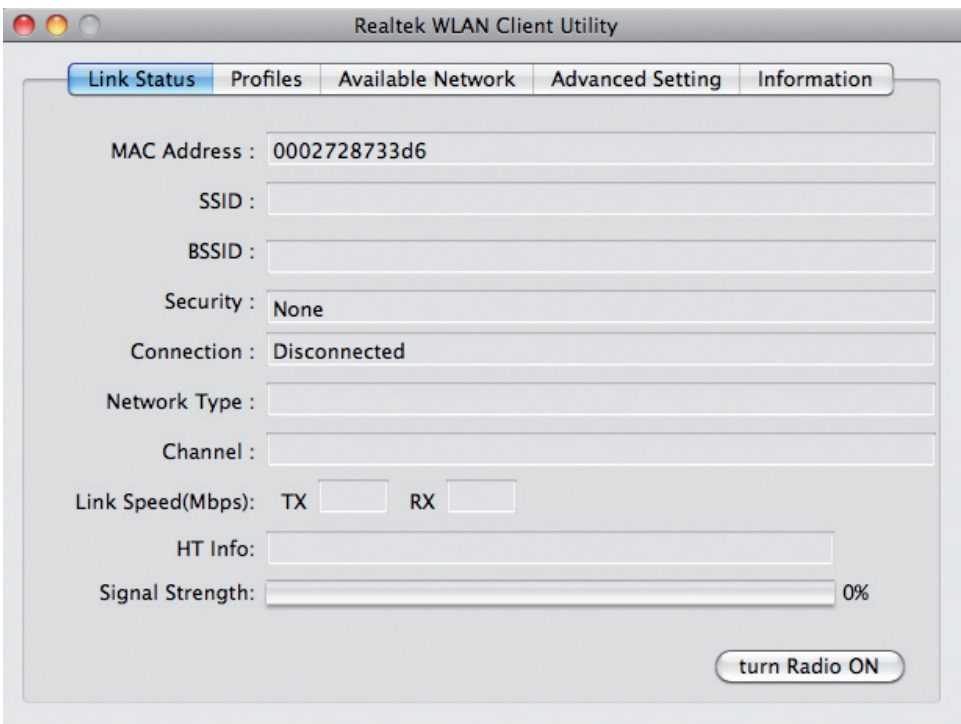 Realtek WLAN Client Utility
Link Status Profiles Available Network Advanced Setting Information
MAC Address : 0002728733d6
SSID :
BSSID :
Security : None
Connection : Disconnected
Network Type :
Channel :
Link Speed(Mbps): TX RX
HT Info:
Signal Strength: 0%
turn Radio ON